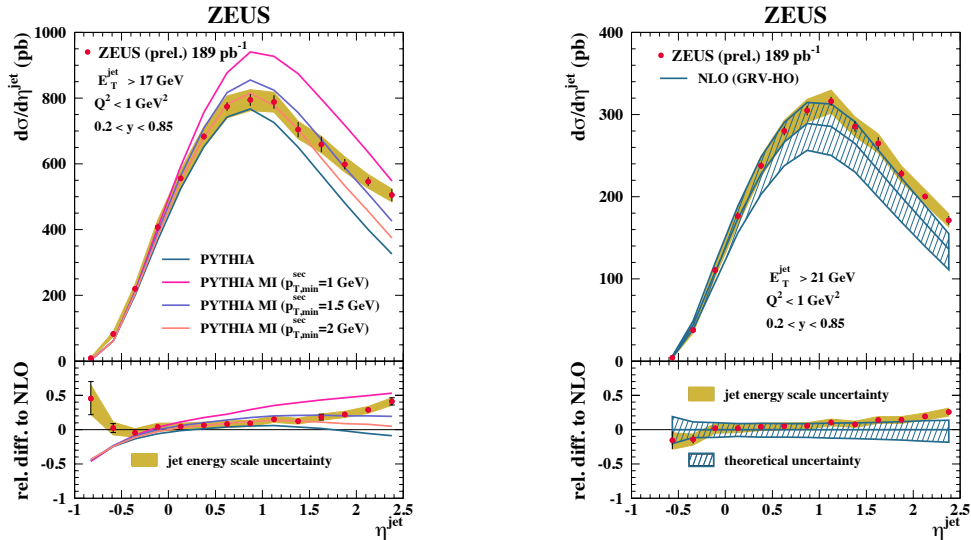 ZEUS
dσ/dη^jet (pb)
1000
800
600
400
200
0
ZEUS (prel.) 189 pb⁻¹
E_T^jet > 17 GeV
Q² < 1 GeV²
0.2 < y < 0.85
PYTHIA
PYTHIA MI (p_T,min^sec=1 GeV)
PYTHIA MI (p_T,min^sec=1.5 GeV)
PYTHIA MI (p_T,min^sec=2 GeV)
rel. diff. to NLO
0.5
0
-0.5
-1
jet energy scale uncertainty
-1 -0.5 0 0.5 1 1.5 2 2.5
η^jet
ZEUS
dσ/dη^jet (pb)
400
300
200
100
0
ZEUS (prel.) 189 pb⁻¹
NLO (GRV-HO)
E_T^jet > 21 GeV
Q² < 1 GeV²
0.2 < y < 0.85
rel. diff. to NLO
0.5
0
-0.5
-1
jet energy scale uncertainty
theoretical uncertainty
-1 -0.5 0 0.5 1 1.5 2 2.5
η^jet